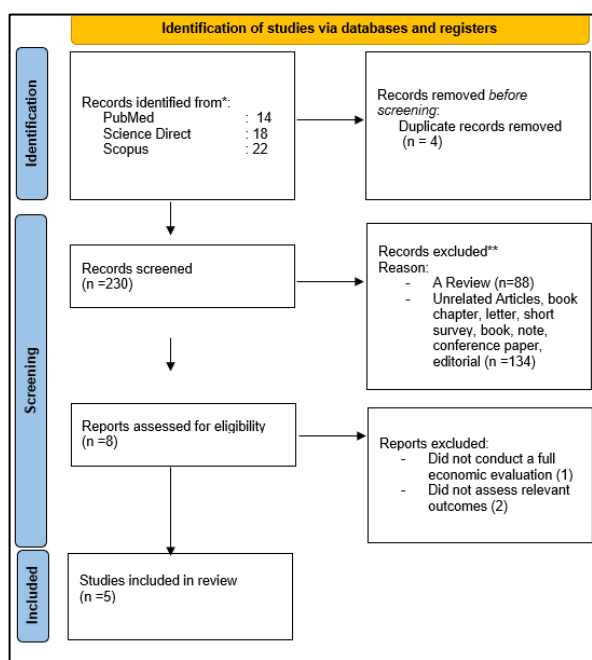 Identification of studies via databases and registers
Identification
Records identified from*:
PubMed : 14
Science Direct : 18
Scopus : 22
Records removed before
screening:
Duplicate records removed
(n = 4)
Screening
Records screened
(n =230)
Records excluded**
Reason:
- A Review (n=88)
- Unrelated Articles, book
chapter, letter, short
survey, book, note,
conference paper,
editorial (n =134)
Reports assessed for eligibility
(n =8)
Reports excluded:
- Did not conduct a full
economic evaluation (1)
- Did not assess relevant
outcomes (2)
Included
Studies included in review
(n =5)